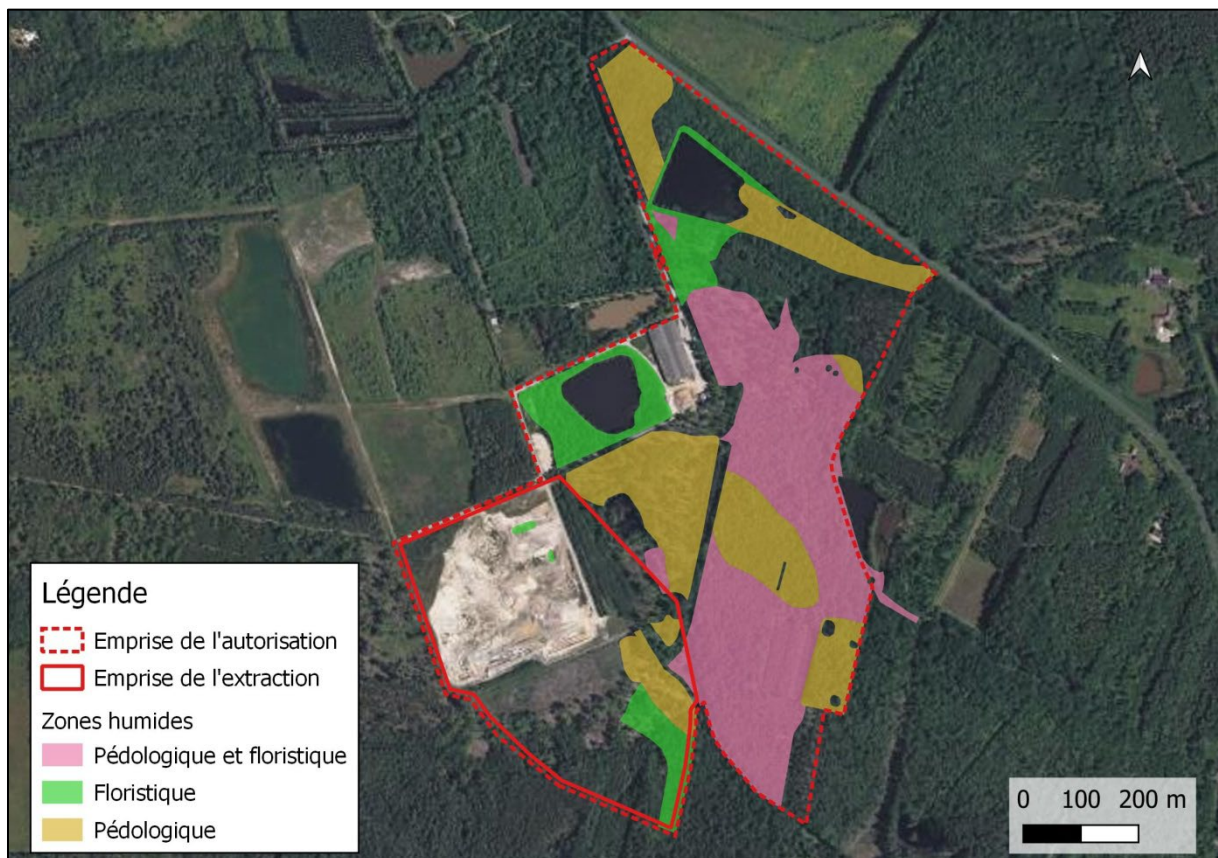 Légende
Emprise de l'autorisation
Emprise de l'extraction
Zones humides
Pédologique et floristique
Floristique
Pédologique
0 100 200 m